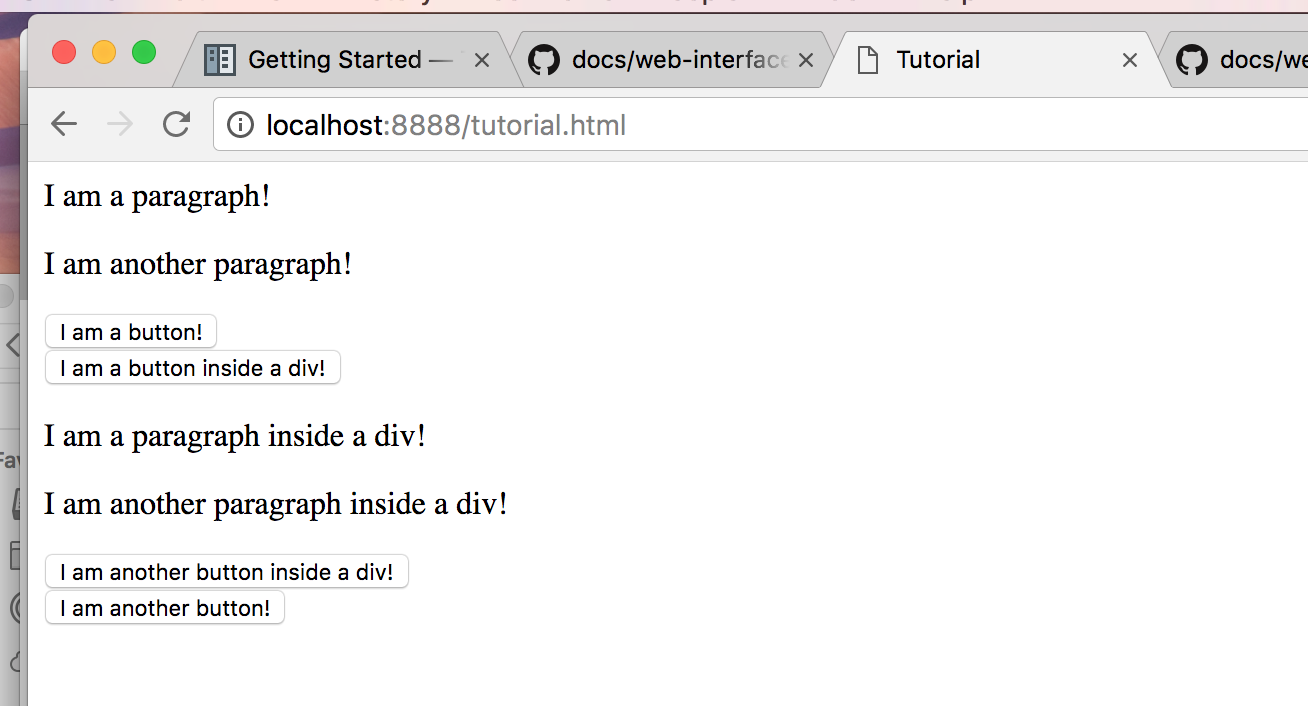 Getting Started —
docs/web-interface
Tutorial
docs/we
localhost:8888/tutorial.html
I am a paragraph!
I am another paragraph!
I am a button!
I am a button inside a div!
I am a paragraph inside a div!
I am another paragraph inside a div!
I am another button inside a div!
I am another button!